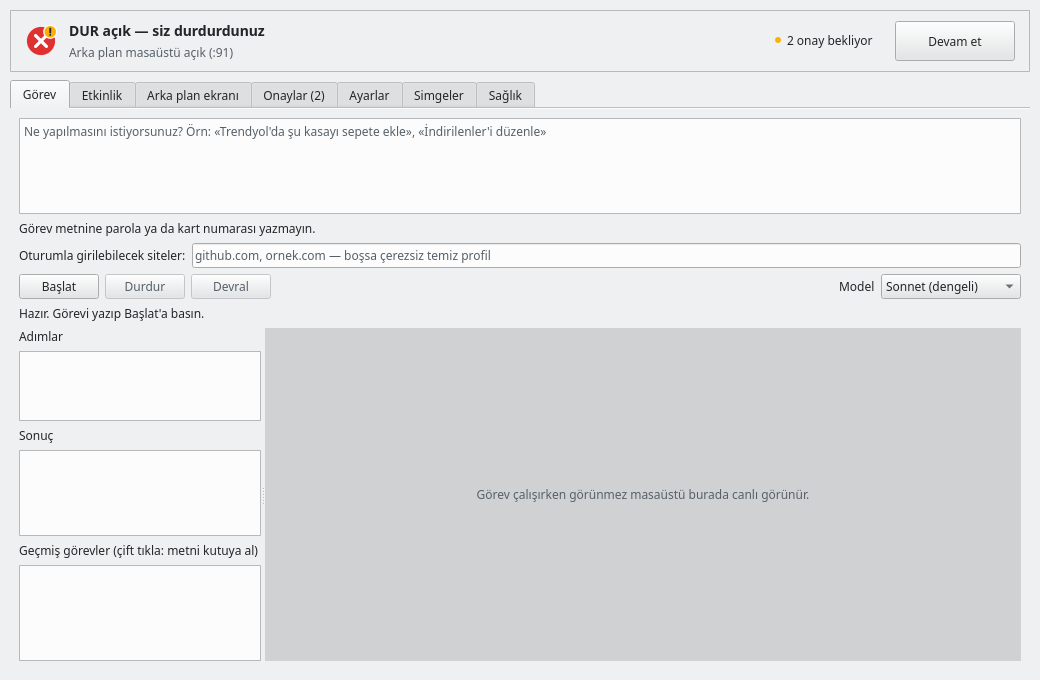 DUR açık — siz durdurdunuz
Arka plan masaüstü açık (:91)
2 onay bekliyor
Devam et
Görev
Etkinlik
Arka plan ekranı
Onaylar (2)
Ayarlar
Simgeler
Sağlık
Ne yapılmasını istiyorsunuz? Örn: «Trendyol'da şu kasayı sepete ekle», «İndirilenler'i düzenle»
Görev metnine parola ya da kart numarası yazmayın.
Oturumla girilebilecek siteler:
github.com, ornek.com — boşsa çerezsiz temiz profil
Başlat
Durdur
Devral
Model
Sonnet (dengeli)
Hazır. Görevi yazıp Başlat'a basın.
Adımlar
Sonuç
Görev çalışırken görünmez masaüstü burada canlı görünür.
Geçmiş görevler (çift tıkla: metni kutuya al)